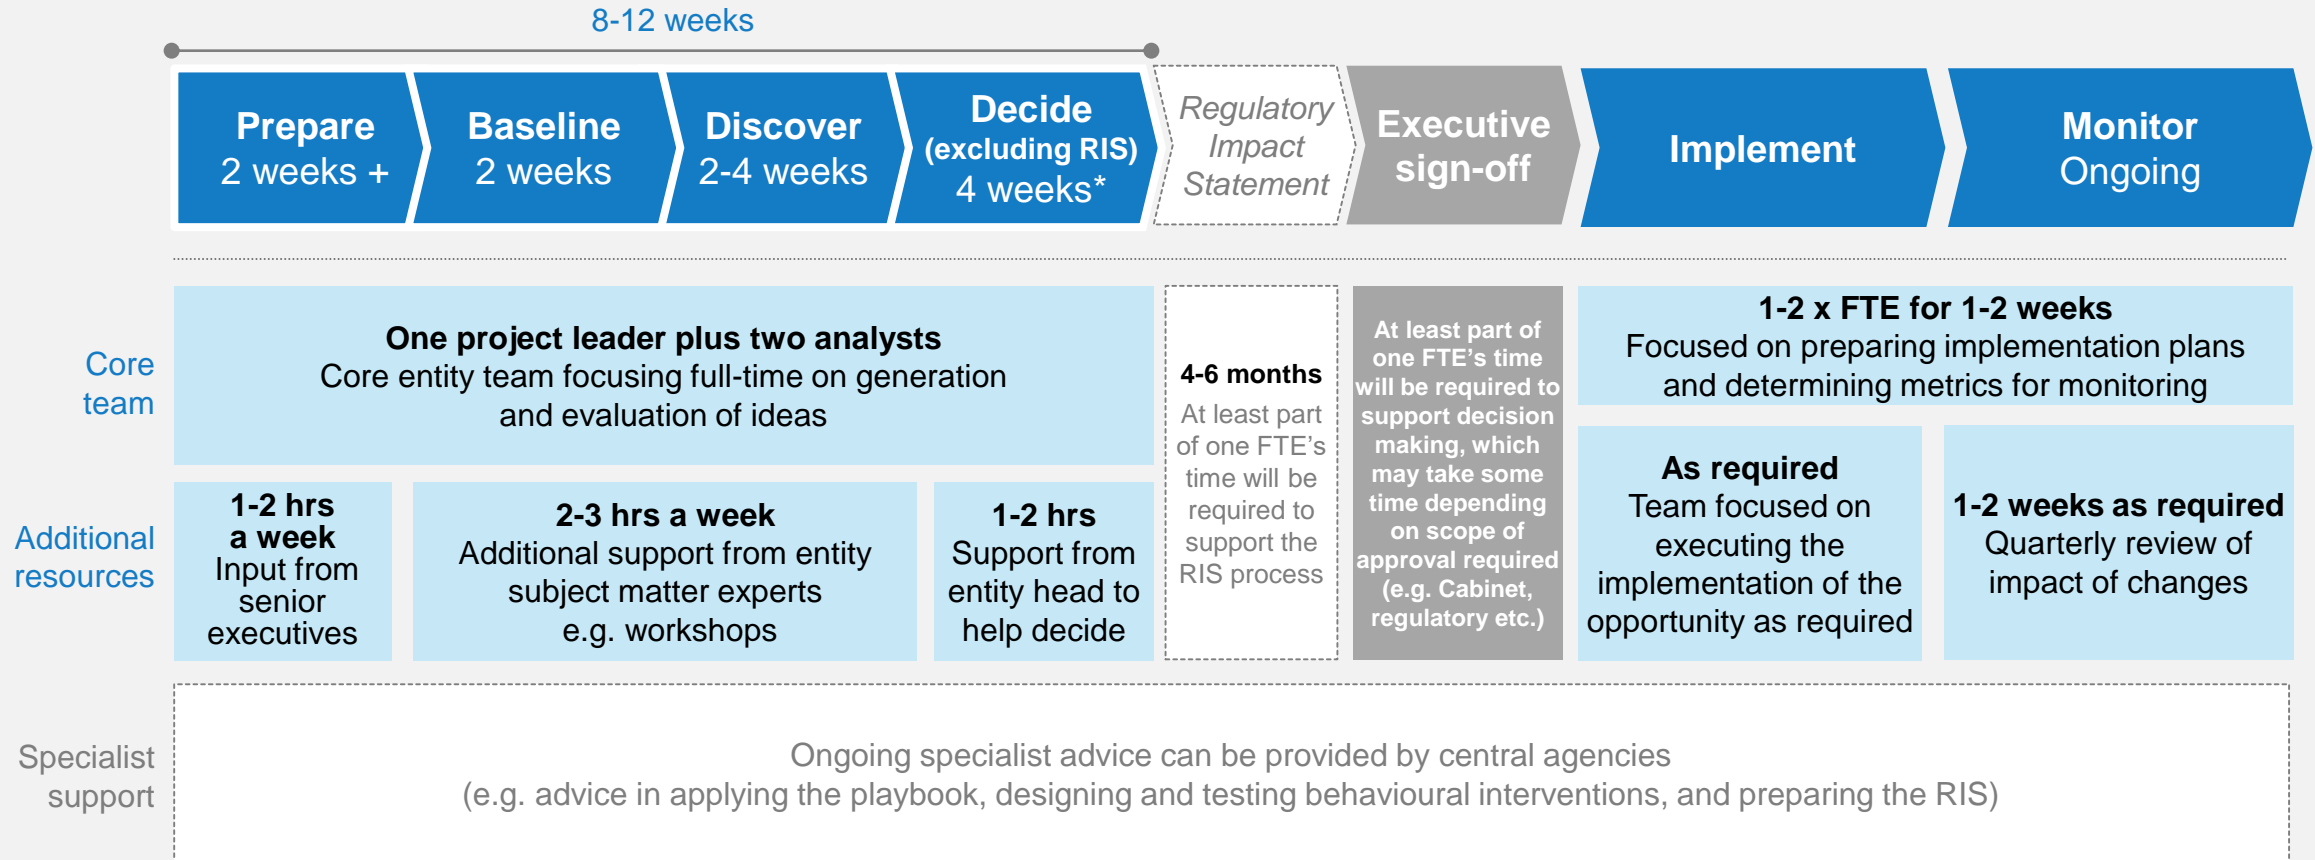 8-12 weeks
Prepare
2 weeks +
Baseline
2 weeks
Discover
2-4 weeks
Decide
(excluding RIS)
4 weeks*
Regulatory
Impact
Statement
Executive
sign-off
Implement
Monitor
Ongoing
Core
team
One project leader plus two analysts
Core entity team focusing full-time on generation
and evaluation of ideas
4-6 months
At least part
of one FTE's
time will be
required to
support the
RIS process
At least part of
one FTE's time
will be required to
support decision
making, which
may take some
time depending
on scope of
approval required
(e.g. Cabinet,
regulatory etc.)
1-2 x FTE for 1-2 weeks
Focused on preparing implementation plans
and determining metrics for monitoring
Additional
resources
1-2 hrs
a week
Input from
senior
executives
2-3 hrs a week
Additional support from entity
subject matter experts
e.g. workshops
1-2 hrs
Support from
entity head to
help decide
As required
Team focused on
executing the
implementation of the
opportunity as required
1-2 weeks as required
Quarterly review of
impact of changes
Specialist
support
Ongoing specialist advice can be provided by central agencies
(e.g. advice in applying the playbook, designing and testing behavioural interventions, and preparing the RIS)